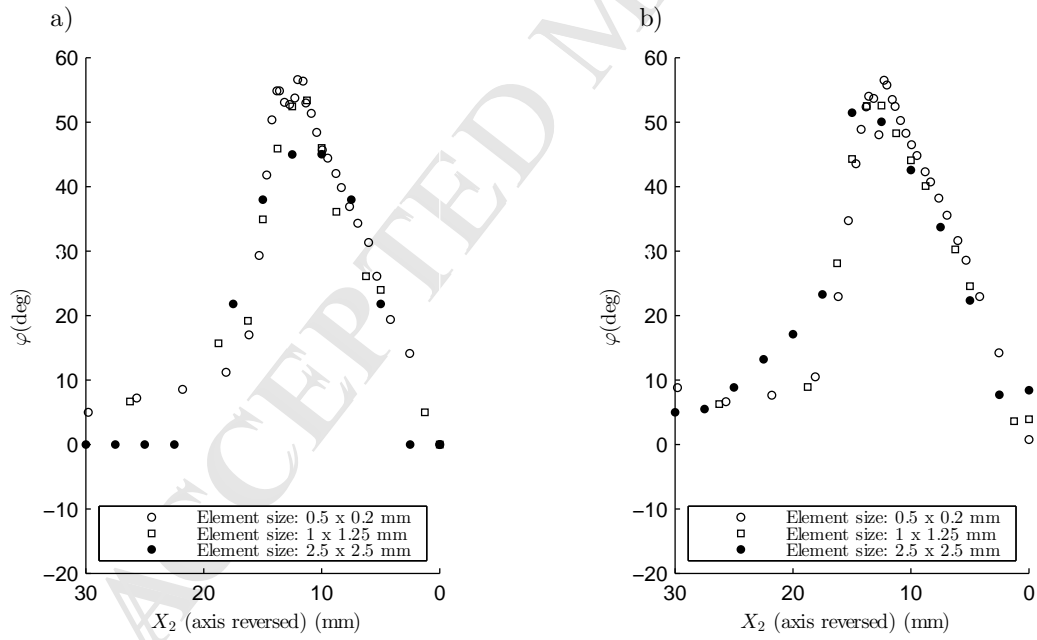 a)
60
50
40
30
20
10
0
−10
−20
30
20
10
0
φ(deg)
X₂ (axis reversed) (mm)
Element size: 0.5 x 0.2 mm
Element size: 1 x 1.25 mm
Element size: 2.5 x 2.5 mm
b)
60
50
40
30
20
10
0
−10
−20
30
20
10
0
φ(deg)
X₂ (axis reversed) (mm)
Element size: 0.5 x 0.2 mm
Element size: 1 x 1.25 mm
Element size: 2.5 x 2.5 mm
ACCEPTED M